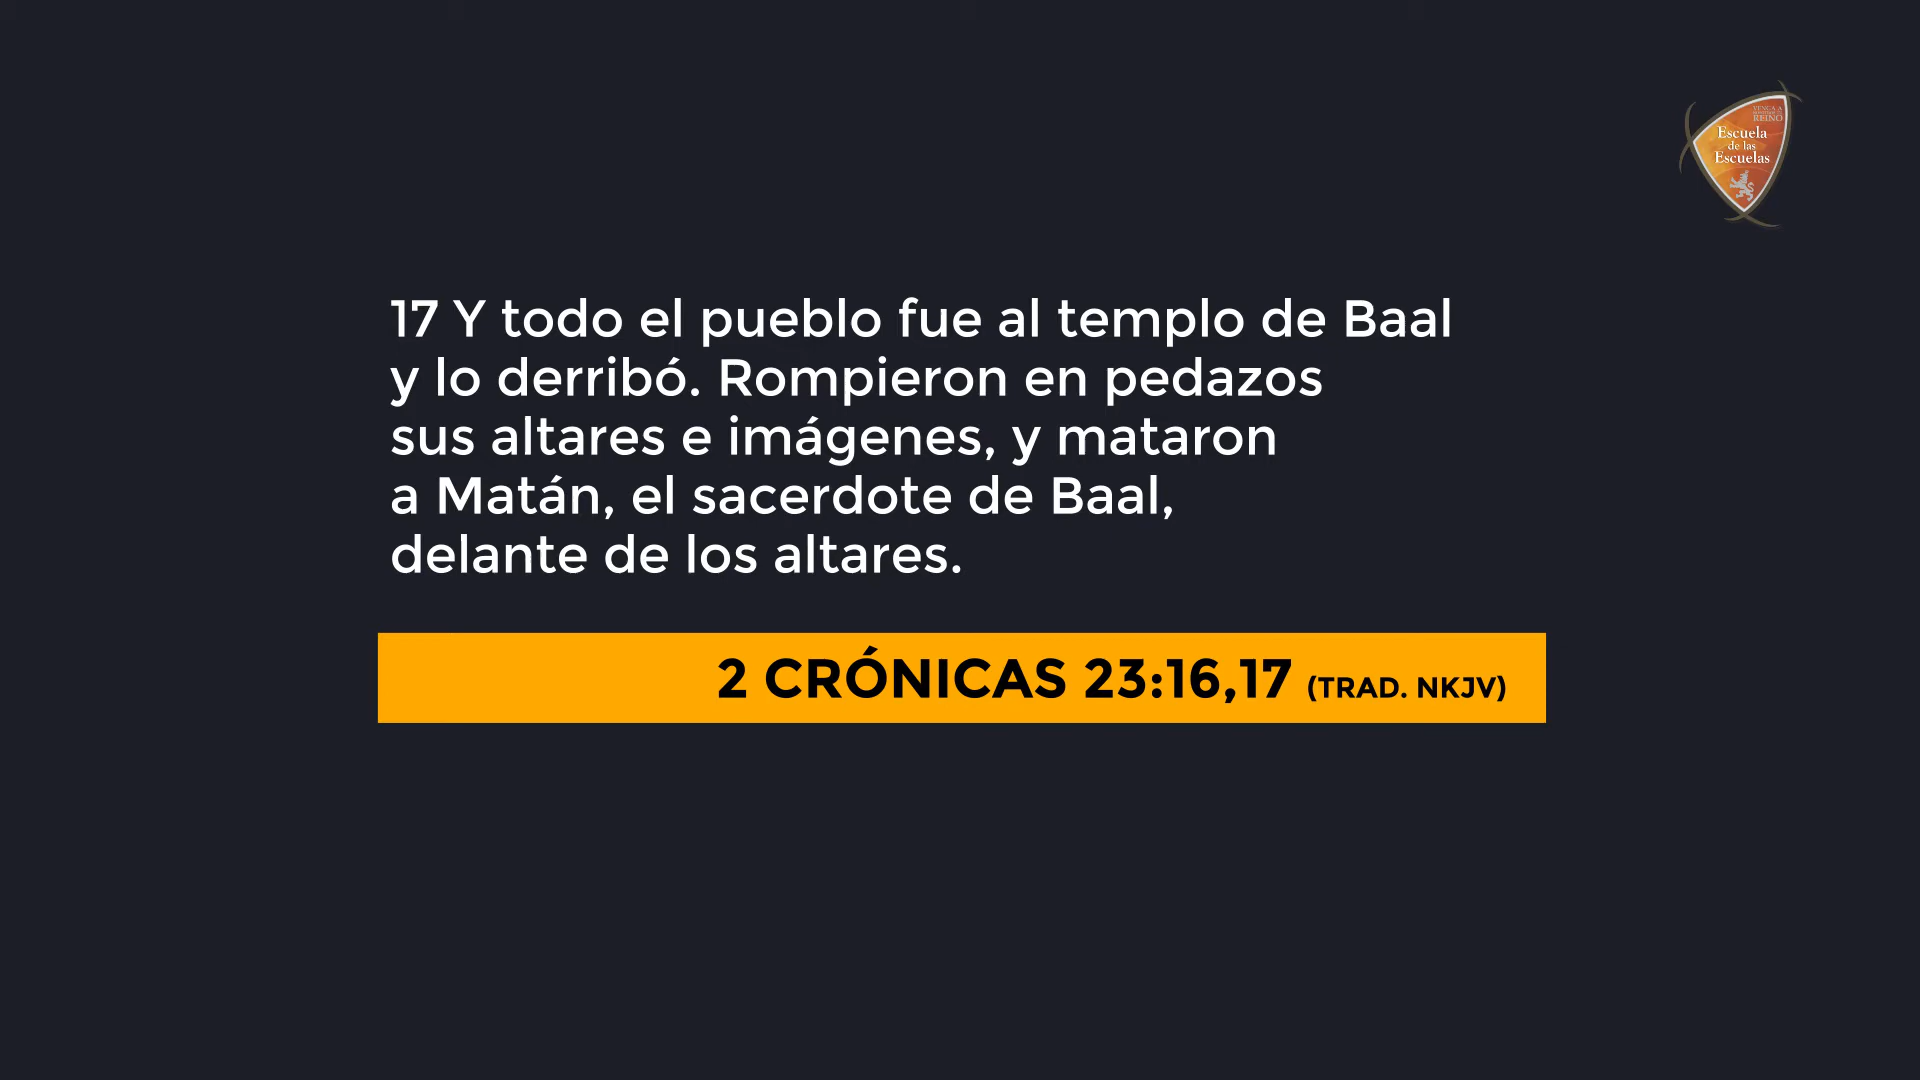 VENGA A
REINO
Escuela
de las
Escuelas
17 Y todo el pueblo fue al templo de Baal
y lo derribó. Rompieron en pedazos
sus altares e imágenes, y mataron
a Matán, el sacerdote de Baal,
delante de los altares.
2 CRÓNICAS 23:16,17 (TRAD. NKJV)